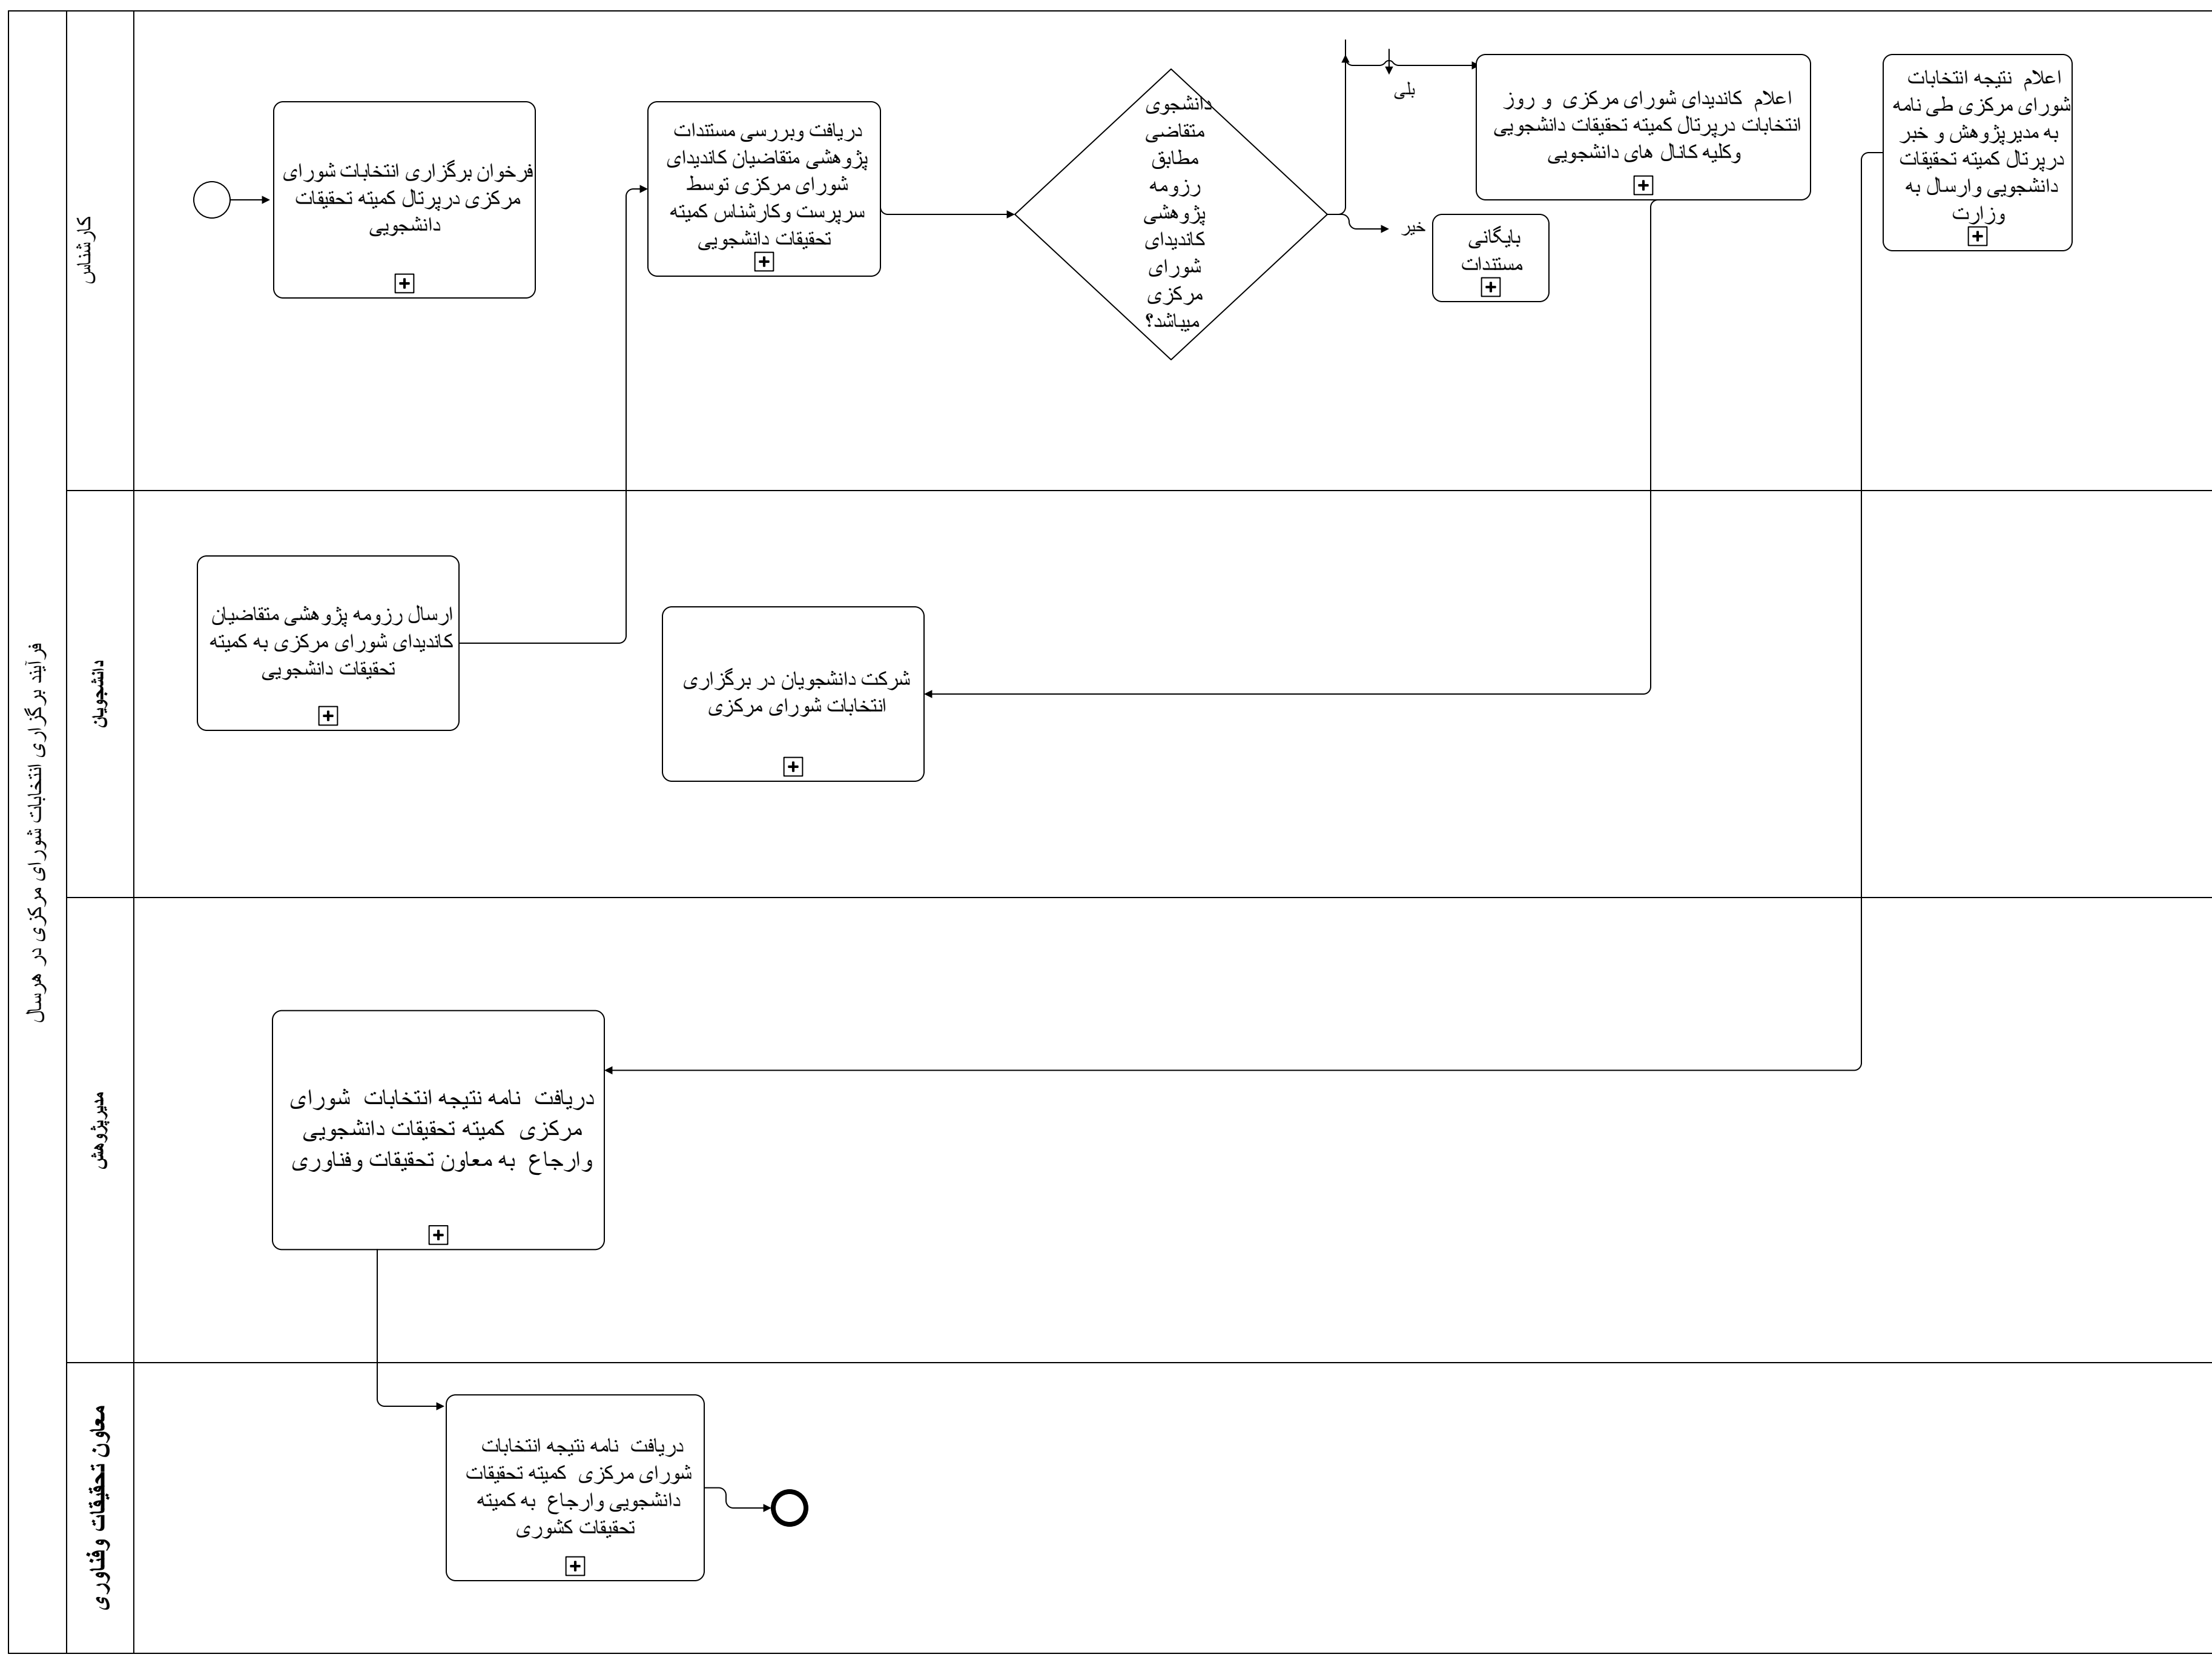 فرآیند برگزاری انتخابات شورای مرکزی در هرسال
کارشناس
فرخوان برگزاری انتخابات شورای
مرکزی درپرتال کمیته تحقیقات
دانشجویی
دریافت وبررسی مستندات
پژوهشی متقاضیان کاندیدای
شورای مرکزی توسط
سرپرست وکارشناس کمیته
تحقیقات دانشجویی
دانشجوی
متقاضی
مطابق
رزومه
پژوهشی
کاندیدای
شورای
مرکزی
میباشد؟
بلی
خیر
اعلام کاندیدای شورای مرکزی و روز
انتخابات درپرتال کمیته تحقیقات دانشجویی
وکلیه کانال های دانشجویی
بایگانی
مستندات
اعلام نتیجه انتخابات
شورای مرکزی طی نامه
به مدیرپژوهش و خبر
درپرتال کمیته تحقیقات
دانشجویی وارسال به
وزارت
دانشجویان
ارسال رزومه پژوهشی متقاضیان
کاندیدای شورای مرکزی به کمیته
تحقیقات دانشجویی
شرکت دانشجویان در برگزاری
انتخابات شورای مرکزی
مدیرپژوهش
دریافت نامه نتیجه انتخابات شورای
مرکزی کمیته تحقیقات دانشجویی
وارجاع به معاون تحقیقات وفناوری
معاون تحقیقات وفناوری
دریافت نامه نتیجه انتخابات
شورای مرکزی کمیته تحقیقات
دانشجویی وارجاع به کمیته
تحقیقات کشوری